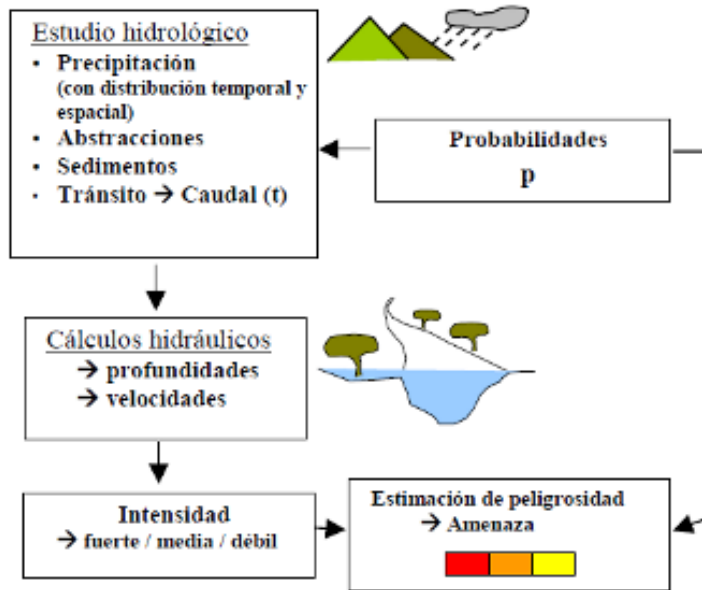 Estudio hidrológico
• Precipitación
(con distribución temporal y
espacial)
• Abstracciones
• Sedimentos
• Tránsito → Caudal (t)
Probabilidades
p
Cálculos hidráulicos
→ profundidades
→ velocidades
Intensidad
→ fuerte / media / débil
Estimación de peligrosidad
→ Amenaza